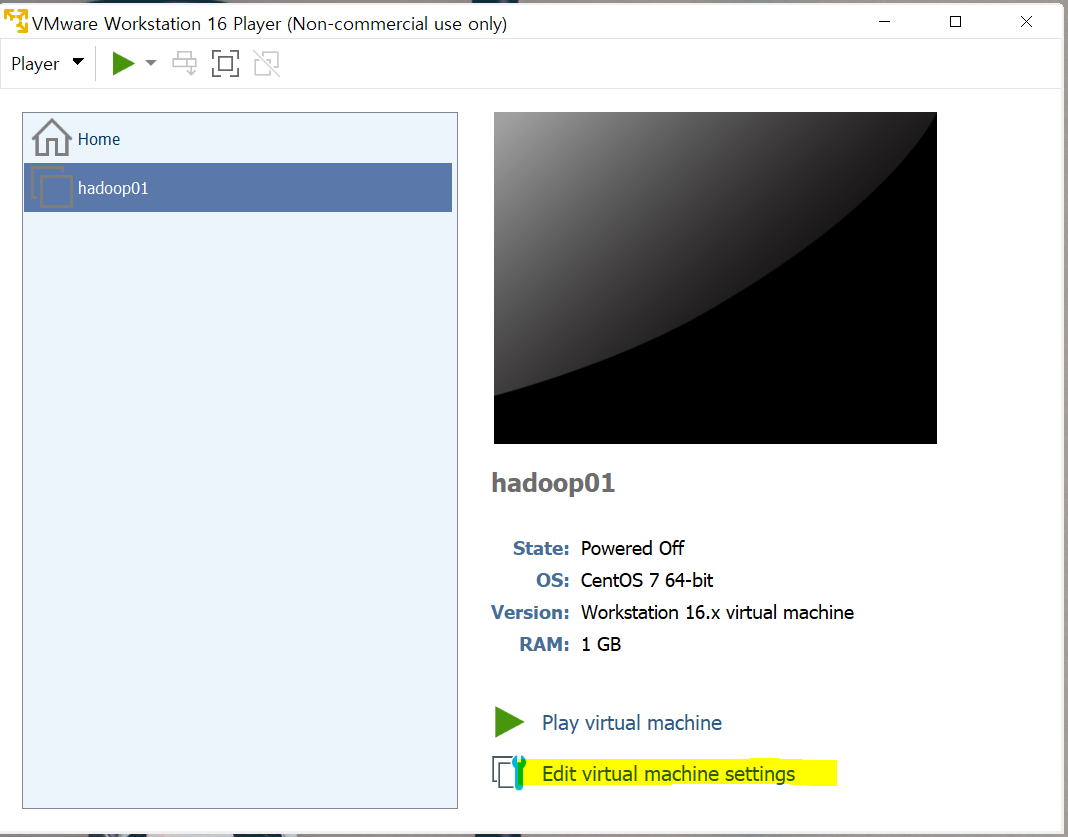 VMware Workstation 16 Player (Non-commercial use only)
Player
Home
hadoop01
hadoop01
State: Powered Off
OS: CentOS 7 64-bit
Version: Workstation 16.x virtual machine
RAM: 1 GB
Play virtual machine
Edit virtual machine settings